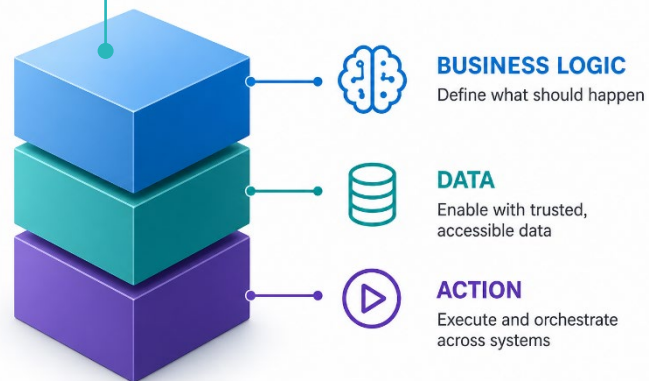 BUSINESS LOGIC
Define what should happen
DATA
Enable with trusted,
accessible data
ACTION
Execute and orchestrate
across systems